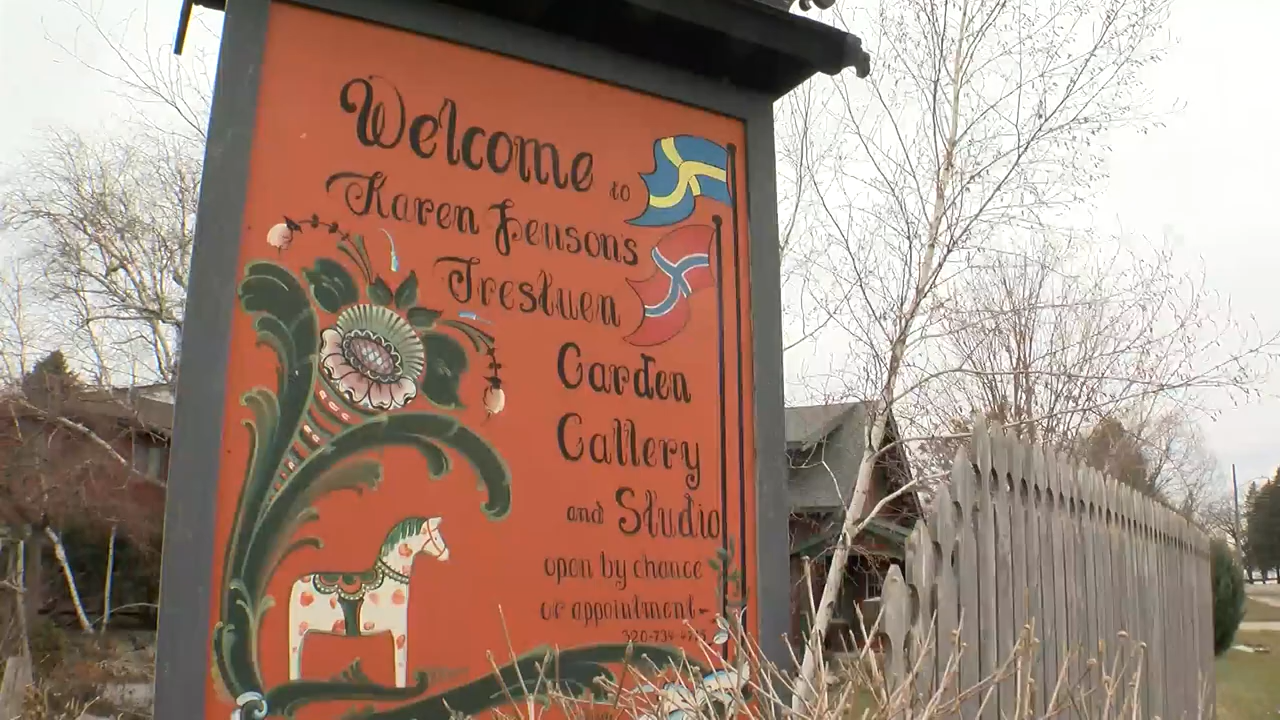 Welcome to
Karen Jenson's
Trestuen
Garden
Gallery
and Studio
open by chance
or appointment-